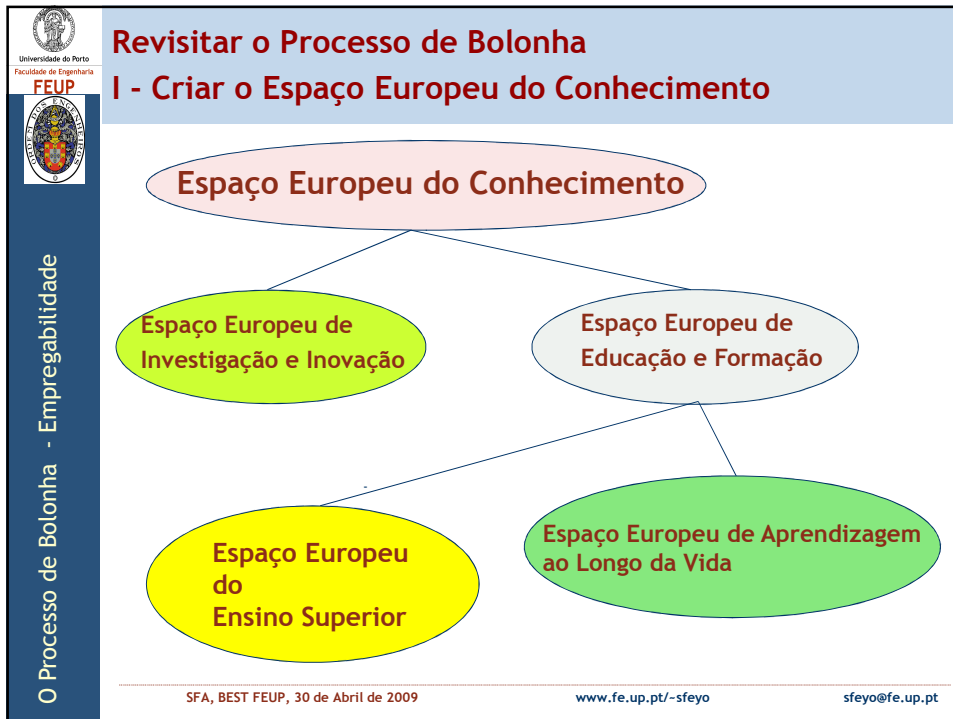 Universidade do Porto
Faculdade de Engenharia
FEUP
ORDEM DOS ENGENHEIROS
O Processo de Bolonha - Empregabilidade
Revisitar o Processo de Bolonha
I - Criar o Espaço Europeu do Conhecimento
Espaço Europeu do Conhecimento
Espaço Europeu de
Investigação e Inovação
Espaço Europeu de
Educação e Formação
-
Espaço Europeu
do
Ensino Superior
Espaço Europeu de Aprendizagem
ao Longo da Vida
SFA, BEST FEUP, 30 de Abril de 2009
www.fe.up.pt/~sfeyo
sfeyo@fe.up.pt